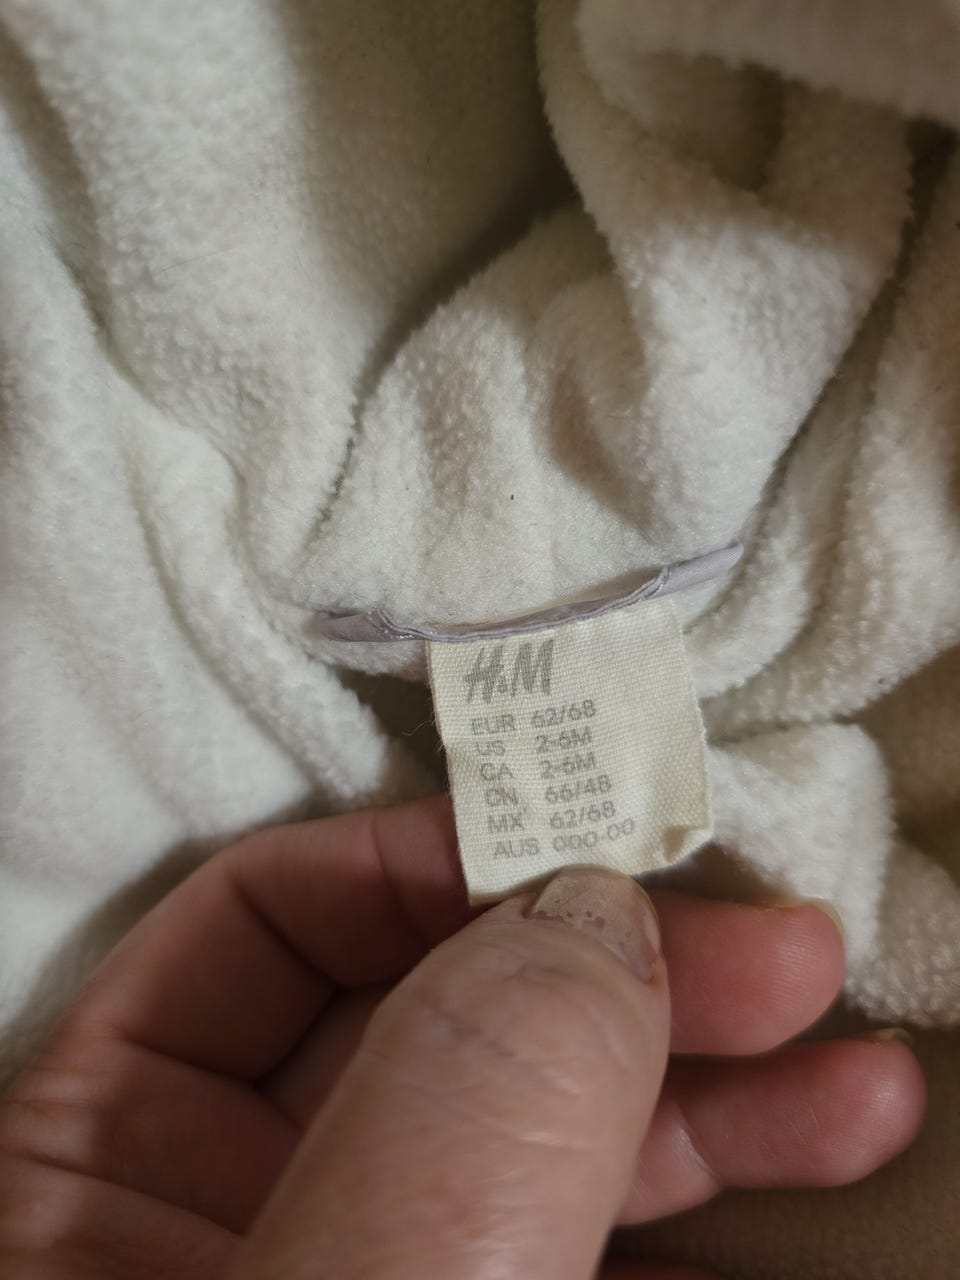 H&M
EUR 62/68
US 2-6M
CA 2-6M
CN 66/48
MX 62/68
AUS 000-00